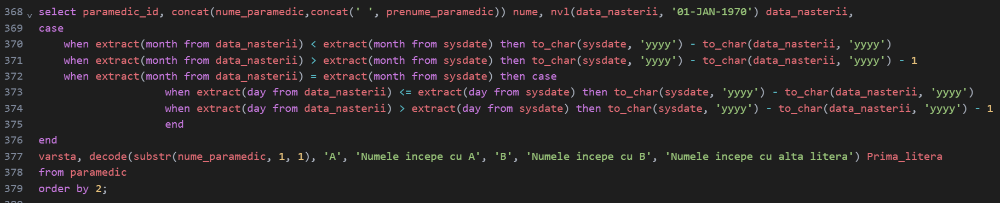 368 select paramedic_id, concat(nume_paramedic,concat(' ', prenume_paramedic)) nume, nvl(data_nasterii, '01-JAN-1970') data_nasterii,
369 case
370     when extract(month from data_nasterii) < extract(month from sysdate) then to_char(sysdate, 'yyyy') - to_char(data_nasterii, 'yyyy')
371     when extract(month from data_nasterii) > extract(month from sysdate) then to_char(sysdate, 'yyyy') - to_char(data_nasterii, 'yyyy') - 1
372     when extract(month from data_nasterii) = extract(month from sysdate) then case
373                     when extract(day from data_nasterii) <= extract(day from sysdate) then to_char(sysdate, 'yyyy') - to_char(data_nasterii, 'yyyy')
374                     when extract(day from data_nasterii) > extract(day from sysdate) then to_char(sysdate, 'yyyy') - to_char(data_nasterii, 'yyyy') - 1
375                     end
376 end
377 varsta, decode(substr(nume_paramedic, 1, 1), 'A', 'Numele incepe cu A', 'B', 'Numele incepe cu B', 'Numele incepe cu alta litera') Prima_litera
378 from paramedic
379 order by 2;